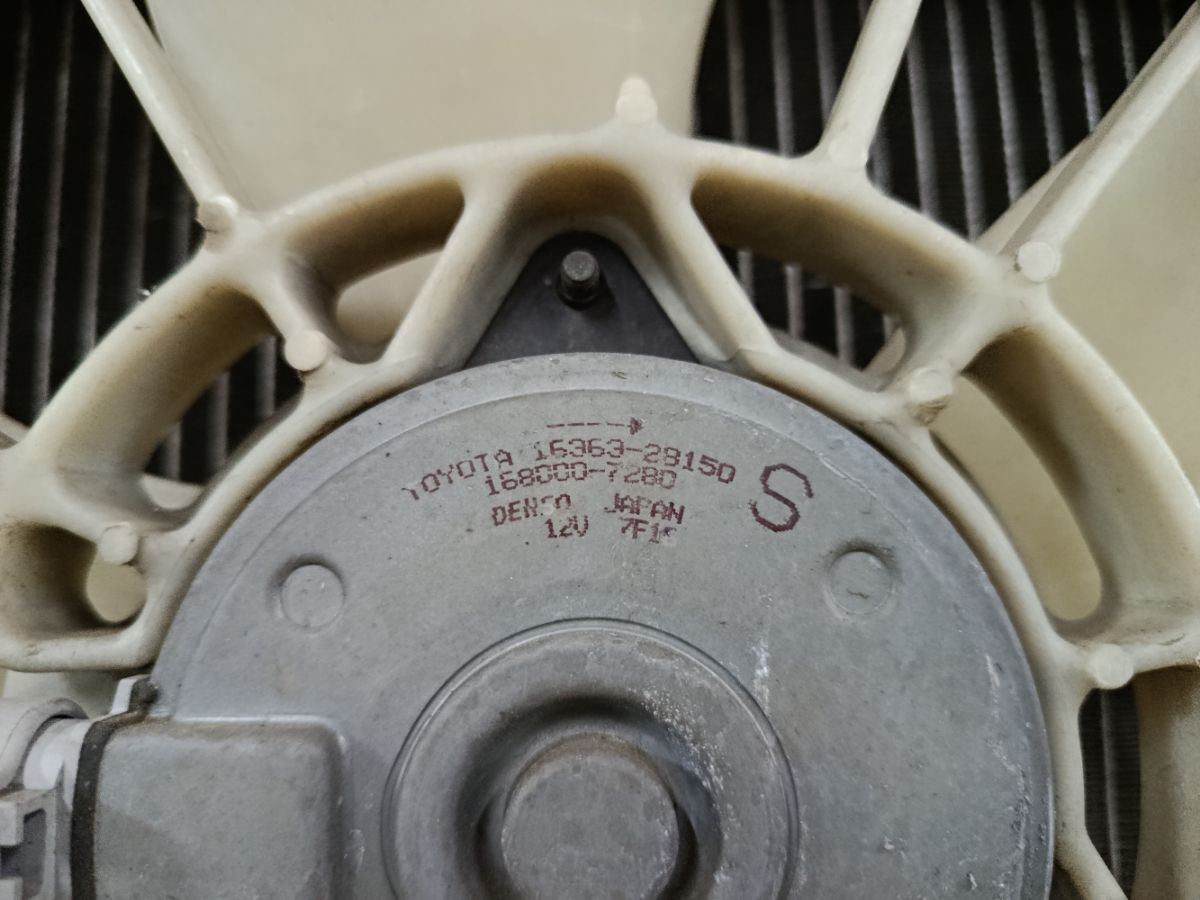 TOYOTA 16363-28150
168000-7280
S
DENSO JAPAN
12V